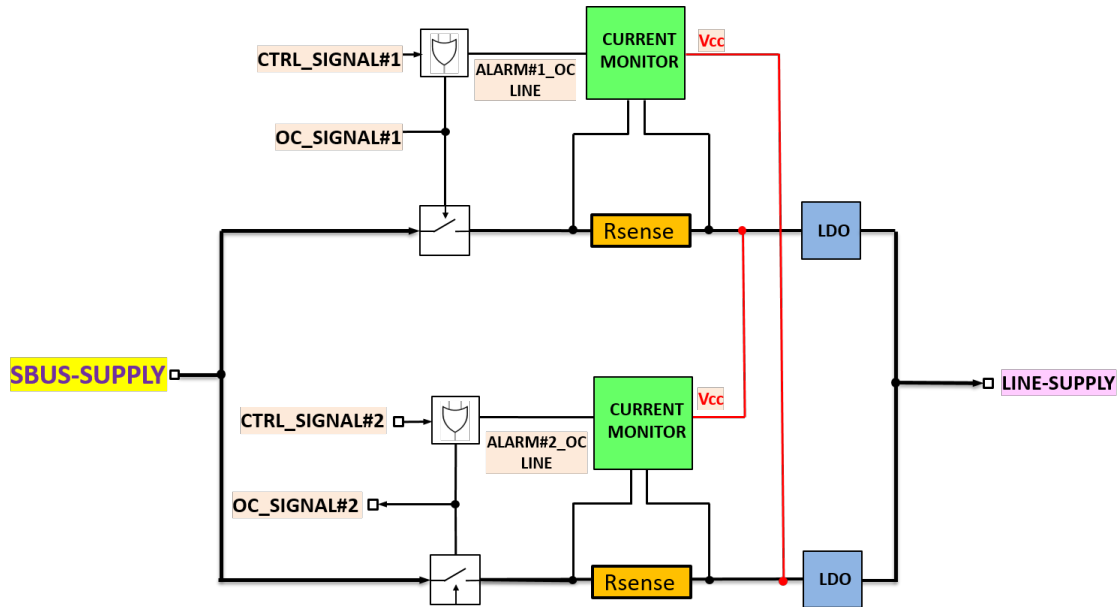 CURRENT
MONITOR
Vcc
CTRL_SIGNAL#1
ALARM#1_OC
LINE
OC_SIGNAL#1
Rsense
LDO
SBUS-SUPPLY
LINE-SUPPLY
CURRENT
MONITOR
Vcc
CTRL_SIGNAL#2
ALARM#2_OC
LINE
OC_SIGNAL#2
Rsense
LDO